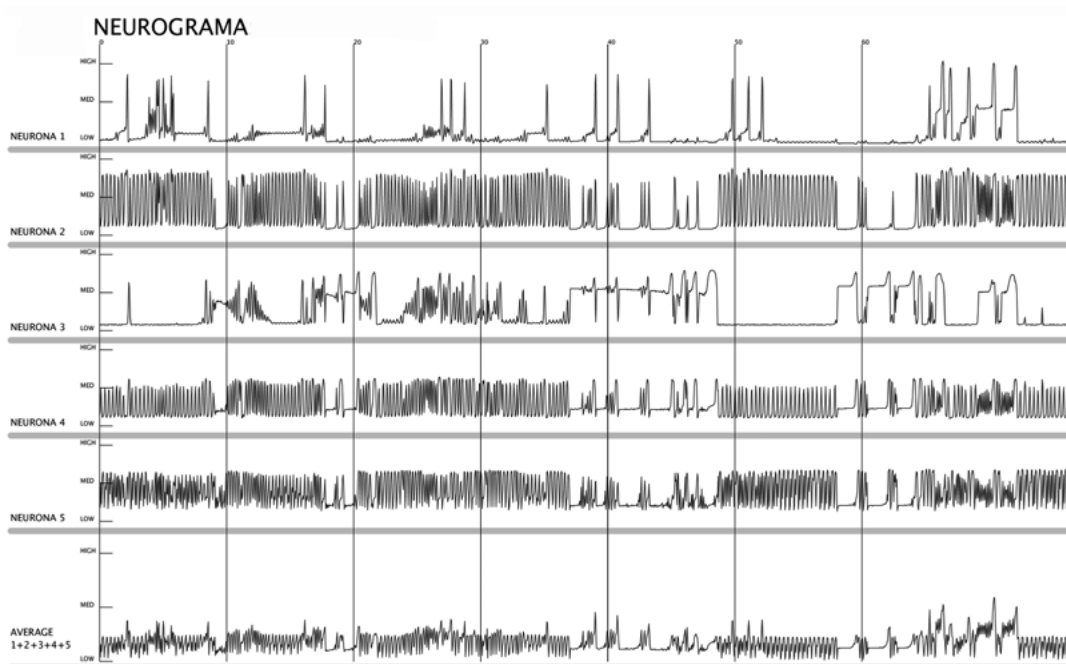 NEUROGRAMA
0 10 20 30 40 50 60
HIGH
MED
LOW
NEURONA 1
HIGH
MED
LOW
NEURONA 2
HIGH
MED
LOW
NEURONA 3
HIGH
MED
LOW
NEURONA 4
HIGH
MED
LOW
NEURONA 5
HIGH
MED
LOW
AVERAGE
1+2+3+4+5